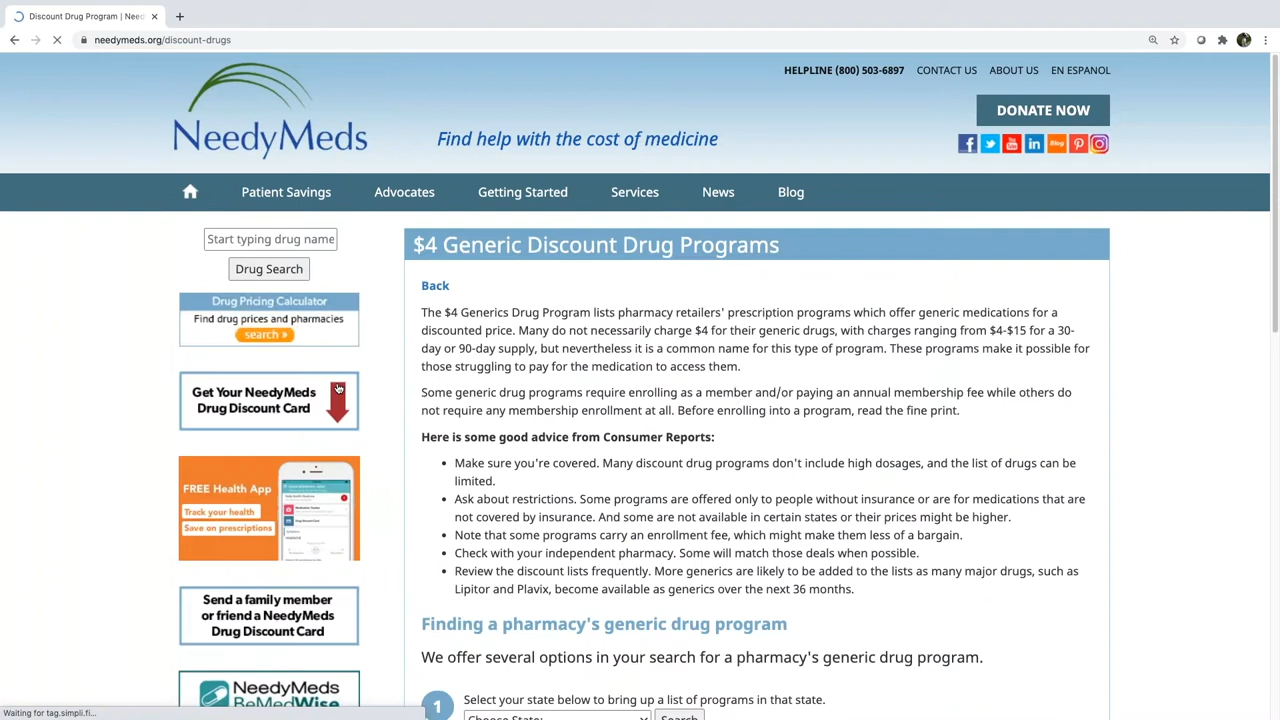 Discount Drug Program | Need
needymeds.org/discount-drugs
HELPLINE (800) 503-6897 CONTACT US ABOUT US EN ESPANOL
NeedyMeds
Find help with the cost of medicine
DONATE NOW
Blog
Patient Savings Advocates Getting Started Services News Blog
Start typing drug name
Drug Search
Drug Pricing Calculator
Find drug prices and pharmacies
search »
Get Your NeedyMeds
Drug Discount Card
FREE Health App
Track your health
Save on prescriptions
Send a family member
or friend a NeedyMeds
Drug Discount Card
NeedyMeds
BeMedWise
$4 Generic Discount Drug Programs
Back
The $4 Generics Drug Program lists pharmacy retailers' prescription programs which offer generic medications for a
discounted price. Many do not necessarily charge $4 for their generic drugs, with charges ranging from $4-$15 for a 30-
day or 90-day supply, but nevertheless it is a common name for this type of program. These programs make it possible for
those struggling to pay for the medication to access them.
Some generic drug programs require enrolling as a member and/or paying an annual membership fee while others do
not require any membership enrollment at all. Before enrolling into a program, read the fine print.
Here is some good advice from Consumer Reports:
• Make sure you're covered. Many discount drug programs don't include high dosages, and the list of drugs can be
limited.
• Ask about restrictions. Some programs are offered only to people without insurance or are for medications that are
not covered by insurance. And some are not available in certain states or their prices might be higher.
• Note that some programs carry an enrollment fee, which might make them less of a bargain.
• Check with your independent pharmacy. Some will match those deals when possible.
• Review the discount lists frequently. More generics are likely to be added to the lists as many major drugs, such as
Lipitor and Plavix, become available as generics over the next 36 months.
Finding a pharmacy's generic drug program
We offer several options in your search for a pharmacy's generic drug program.
1 Select your state below to bring up a list of programs in that state.
Choose State: Search
Waiting for tag.simpli.fi...